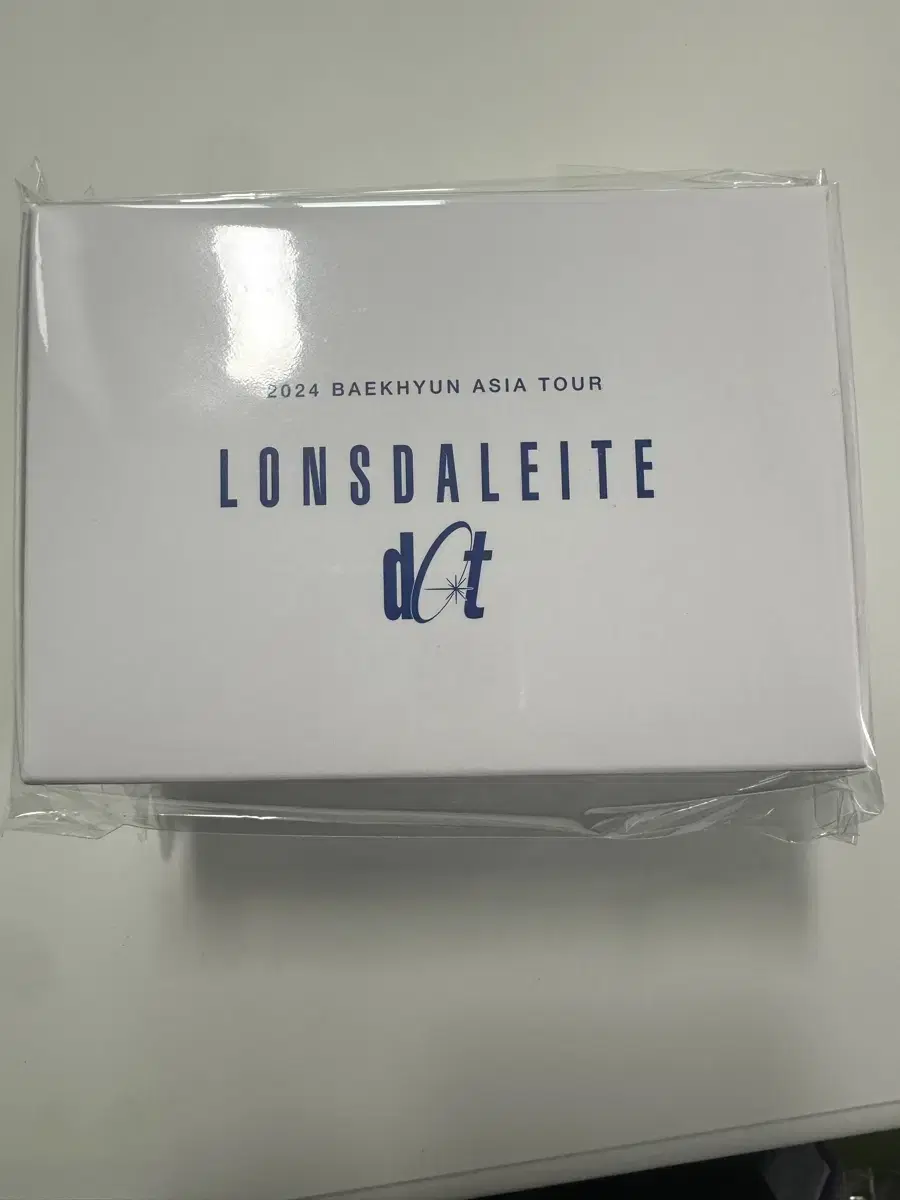 2024 BAEKHYUN ASIA TOUR
LONSDALEITE
dot